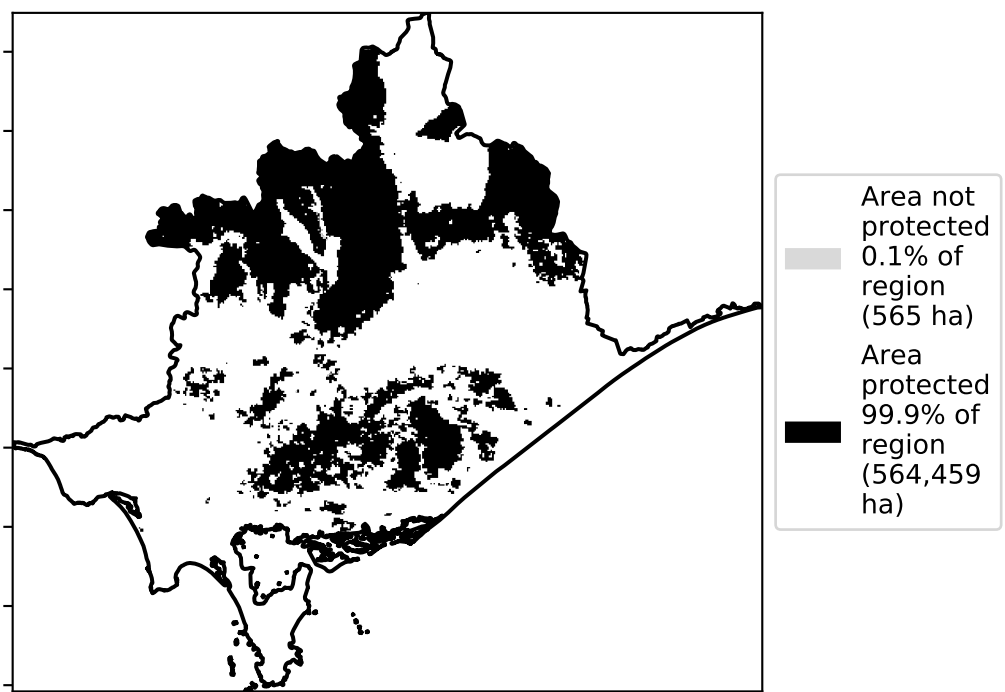 Area not
protected
0.1% of
region
(565 ha)
Area
protected
99.9% of
region
(564,459
ha)